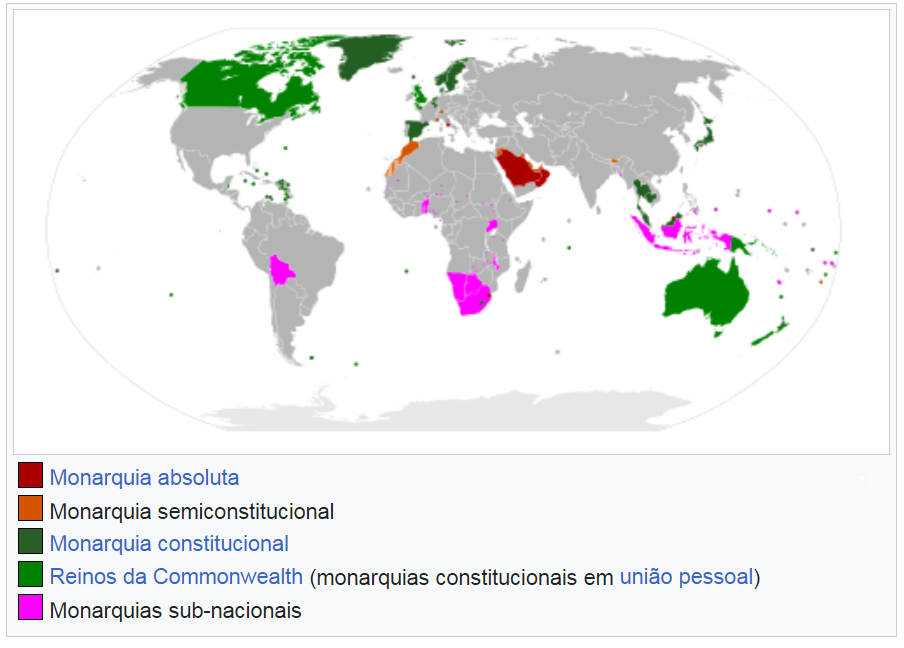 Monarquia absoluta
Monarquia semiconstitucional
Monarquia constitucional
Reinos da Commonwealth (monarquias constitucionais em união pessoal)
Monarquias sub-nacionais